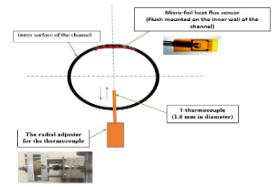 Micro-foil heat flux sensor
(Flush mounted on the inner wall of the
channel)
Outer surface of the channel
T-thermocouple
(1.6 mm in diameter)
The radial adjuster
for the thermocouple